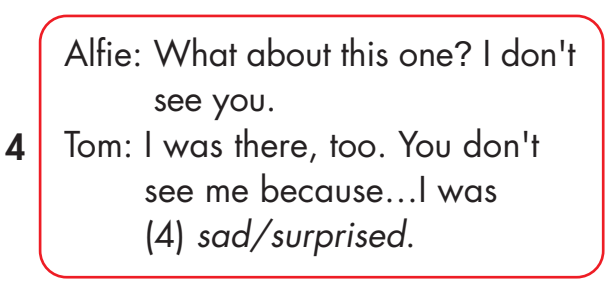 Alfie: What about this one? I don't
see you.
4 Tom: I was there, too. You don't
see me because...I was
(4) sad/surprised.